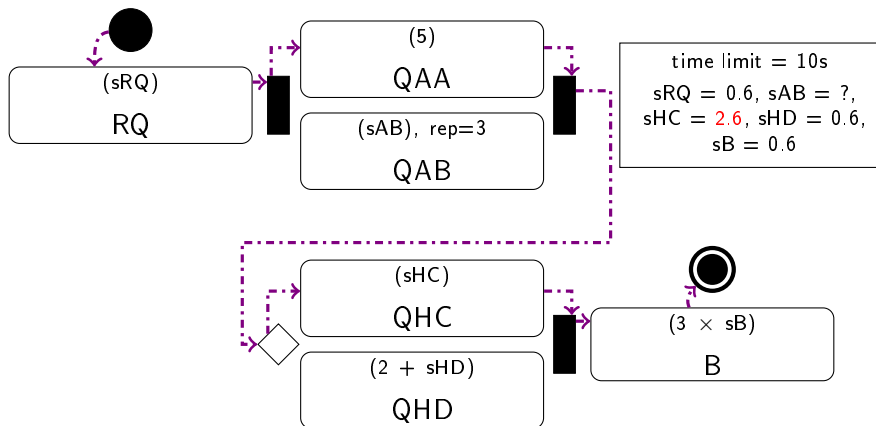 (sRQ)
RQ
(5)
QAA
(sAB), rep=3
QAB
time limit = 10s
sRQ = 0.6, sAB = ?,
sHC = 2.6, sHD = 0.6,
sB = 0.6
(sHC)
QHC
(2 + sHD)
QHD
(3 × sB)
B